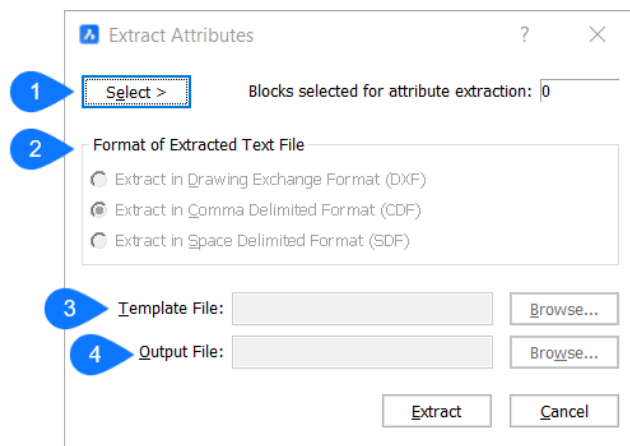 Extract Attributes ? ×
1 Select > Blocks selected for attribute extraction: 0
2 Format of Extracted Text File
Extract in Drawing Exchange Format (DXF)
Extract in Comma Delimited Format (CDF)
Extract in Space Delimited Format (SDF)
3 Template File: Browse...
4 Output File: Browse...
Extract Cancel